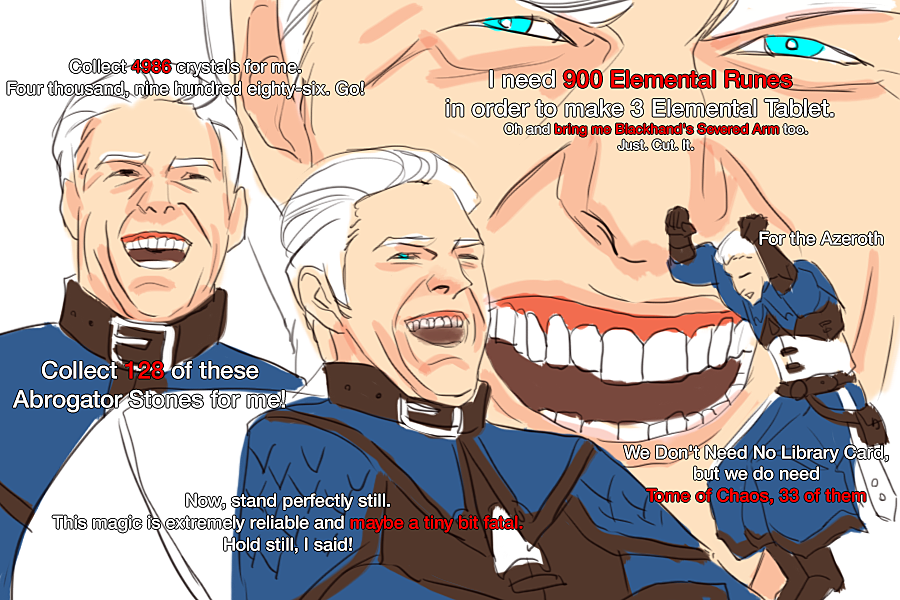 Collect 4986 crystals for me.
Four thousand, nine hundred eighty-six. Go!
I need 900 Elemental Runes
in order to make 3 Elemental Tablet.
Oh and bring me Blackhand's Severed Arm too.
Just. Cut. It.
For the Azeroth
Collect 128 of these
Abrogator Stones for me!
We Don't Need No Library Card,
but we do need
Tome of Chaos, 33 of them
Now, stand perfectly still.
This magic is extremely reliable and maybe a tiny bit fatal.
Hold still, I said!